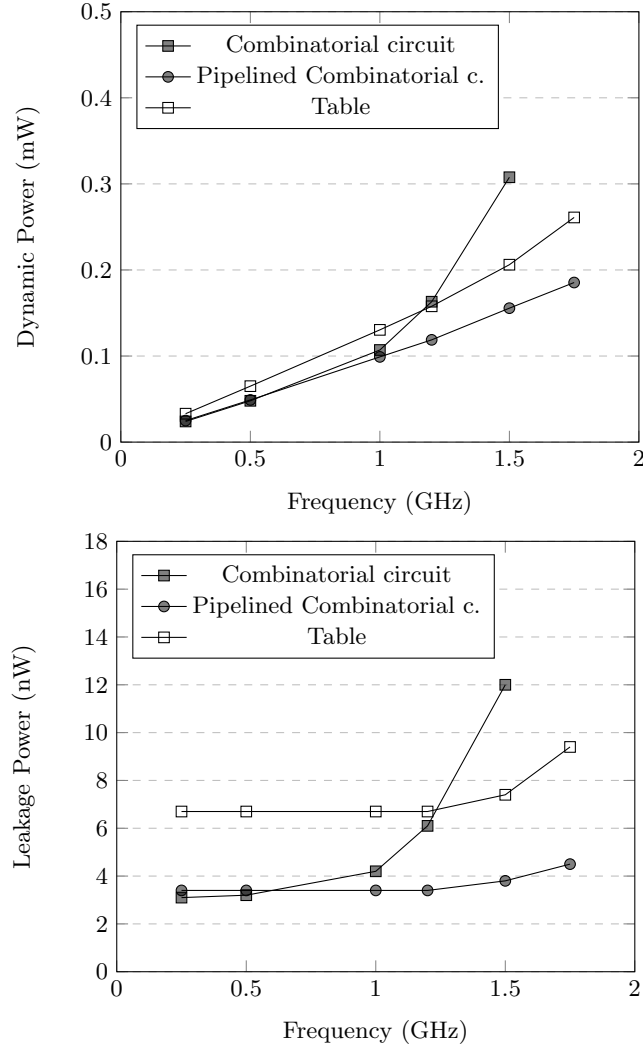 0.5
Combinatorial circuit
Pipelined Combinatorial c.
Table
0.4
0.3
0.2
0.1
0
Dynamic Power (mW)
0 0.5 1 1.5 2
Frequency (GHz)
18
Combinatorial circuit
Pipelined Combinatorial c.
Table
16
14
12
10
8
6
4
2
0
Leakage Power (nW)
0 0.5 1 1.5 2
Frequency (GHz)